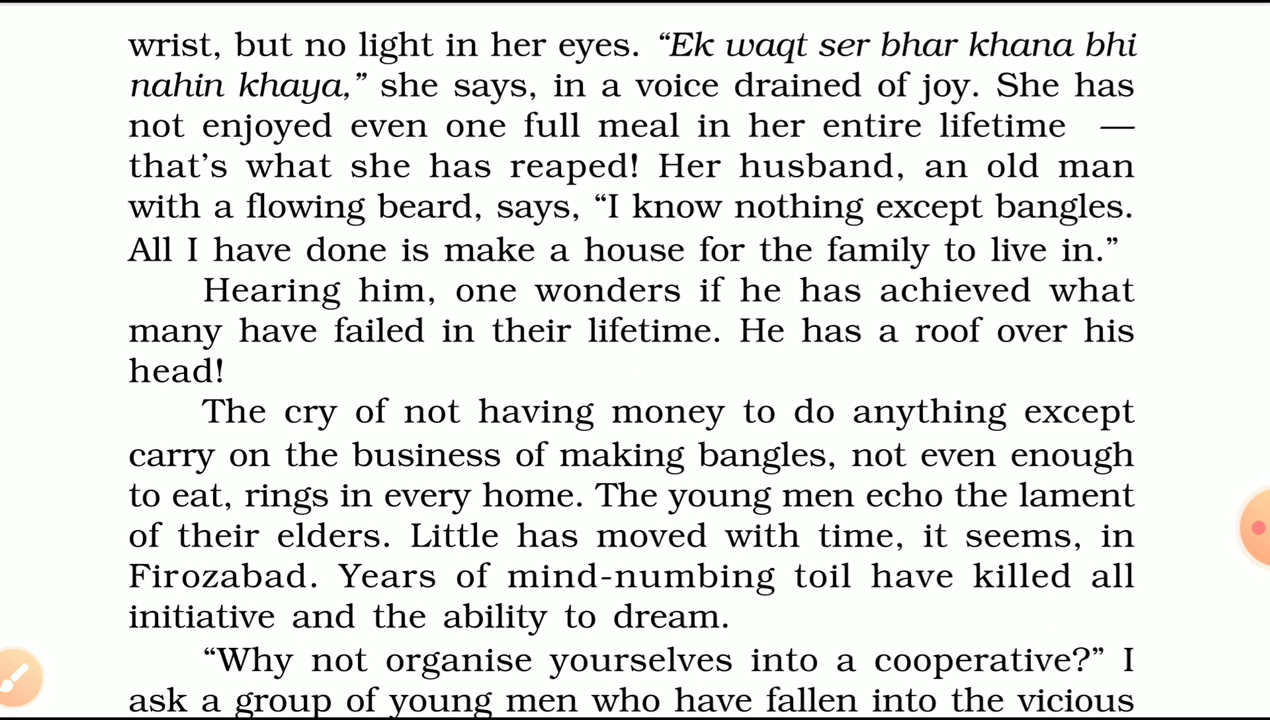 wrist, but no light in her eyes. “Ek waqt ser bhar khana bhi
nahin khaya,” she says, in a voice drained of joy. She has
not enjoyed even one full meal in her entire lifetime —
that’s what she has reaped! Her husband, an old man
with a flowing beard, says, “I know nothing except bangles.
All I have done is make a house for the family to live in.”
Hearing him, one wonders if he has achieved what
many have failed in their lifetime. He has a roof over his
head!
The cry of not having money to do anything except
carry on the business of making bangles, not even enough
to eat, rings in every home. The young men echo the lament
of their elders. Little has moved with time, it seems, in
Firozabad. Years of mind-numbing toil have killed all
initiative and the ability to dream.
“Why not organise yourselves into a cooperative?” I
ask a group of young men who have fallen into the vicious